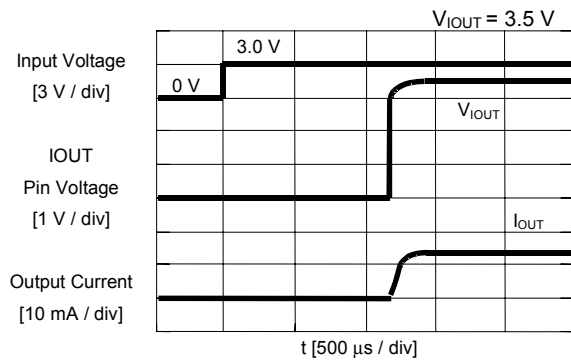 V_IOUT = 3.5 V
Input Voltage
[3 V / div]
3.0 V
0 V
V_IOUT
IOUT
Pin Voltage
[1 V / div]
I_OUT
Output Current
[10 mA / div]
t [500 µs / div]